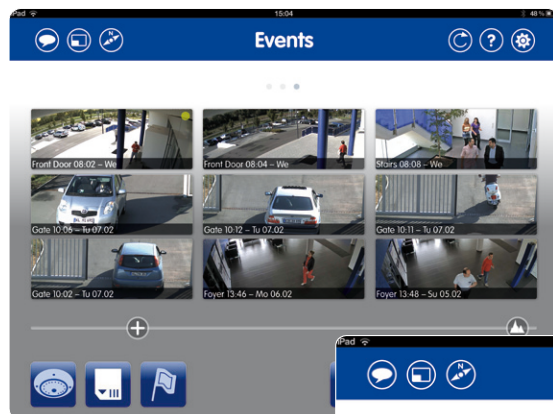 iPad 15:04 48 %
Events
Front Door 08:02 – We
Front Door 08:04 – We
Stairs 08:08 – We
Gate 10:06 – Tu 07.02
Gate 10:12 – Tu 07.02
Gate 10:11 – Tu 07.02
Gate 10:02 – Tu 07.02
Foyer 13:46 – Mo 06.02
Foyer 13:48 – Su 05.02
iPad